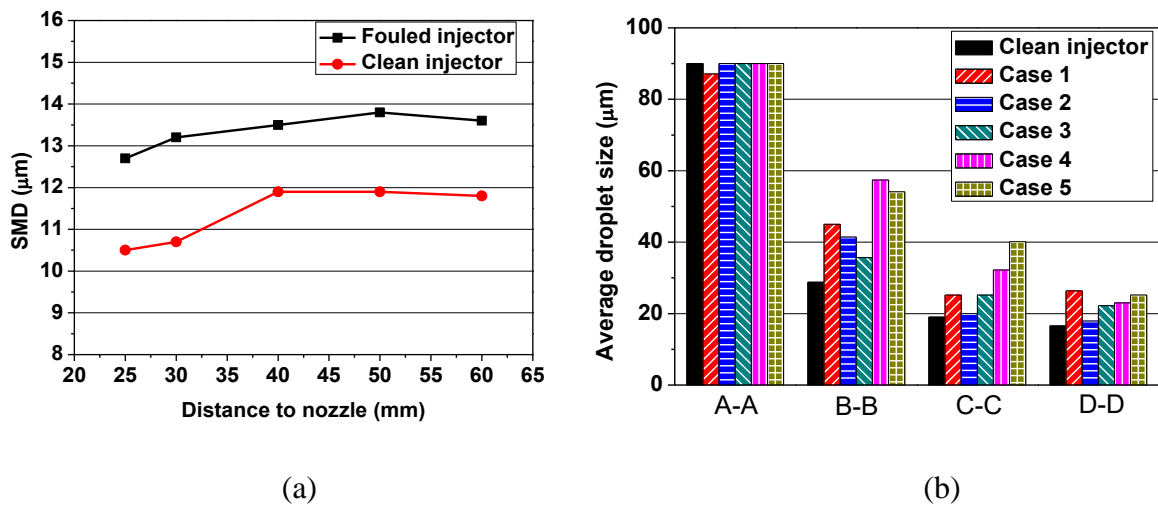 16
15
14
13
12
11
10
9
8
SMD (μm)
20 25 30 35 40 45 50 55 60 65
Distance to nozzle (mm)
Fouled injector
Clean injector
(a)
100
80
60
40
20
0
Average droplet size (μm)
A-A B-B C-C D-D
Clean injector
Case 1
Case 2
Case 3
Case 4
Case 5
(b)